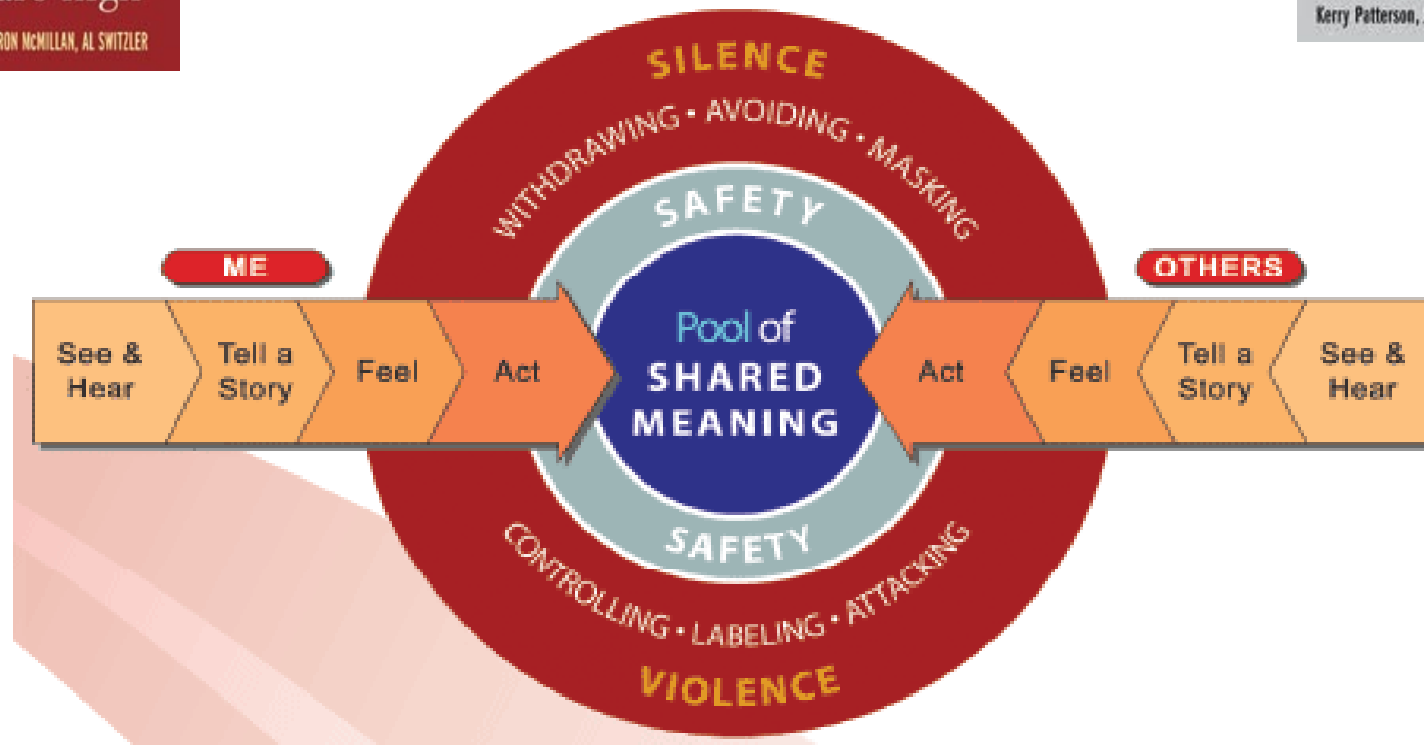 RON McMILLAN, AL SWITZLER
Kerry Patterson,
SILENCE
WITHDRAWING • AVOIDING • MASKING
SAFETY
ME
OTHERS
See &
Hear
Tell a
Story
Feel
Act
Pool of
SHARED
MEANING
Act
Feel
Tell a
Story
See &
Hear
SAFETY
CONTROLLING • LABELING • ATTACKING
VIOLENCE